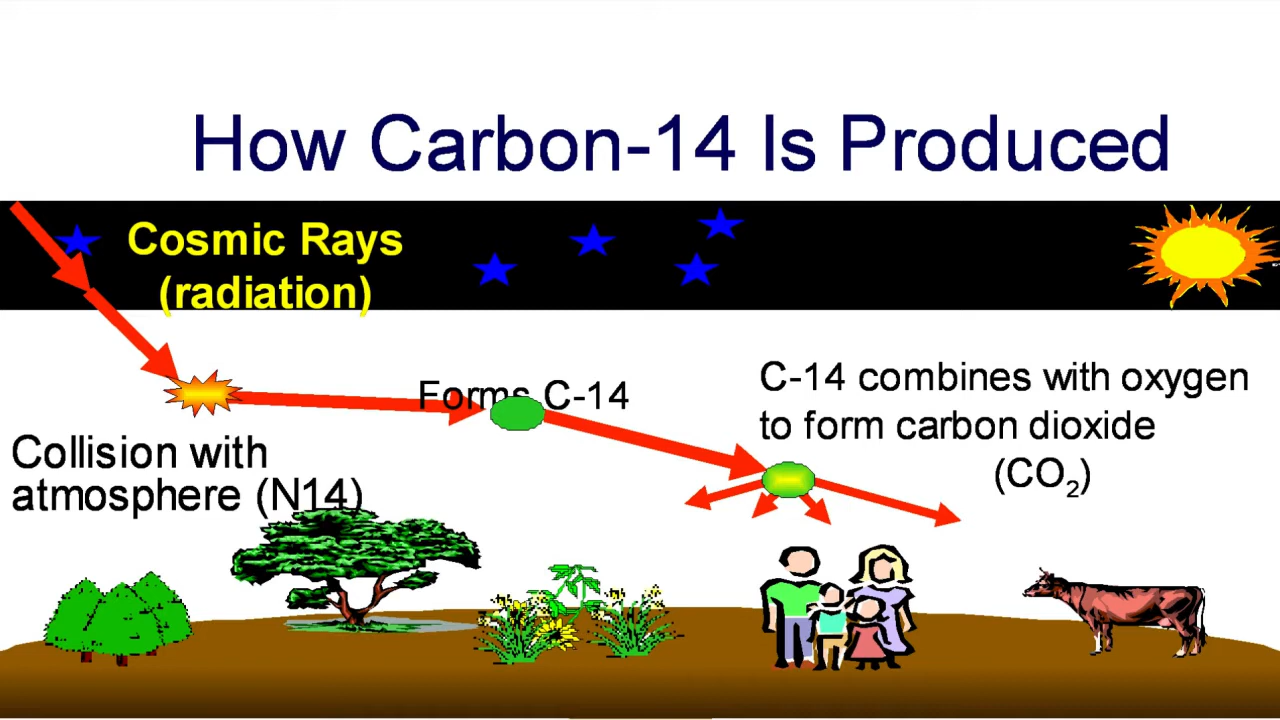 How Carbon-14 Is Produced
Cosmic Rays
(radiation)
Forms C-14
C-14 combines with oxygen
to form carbon dioxide
(CO₂)
Collision with
atmosphere (N14)